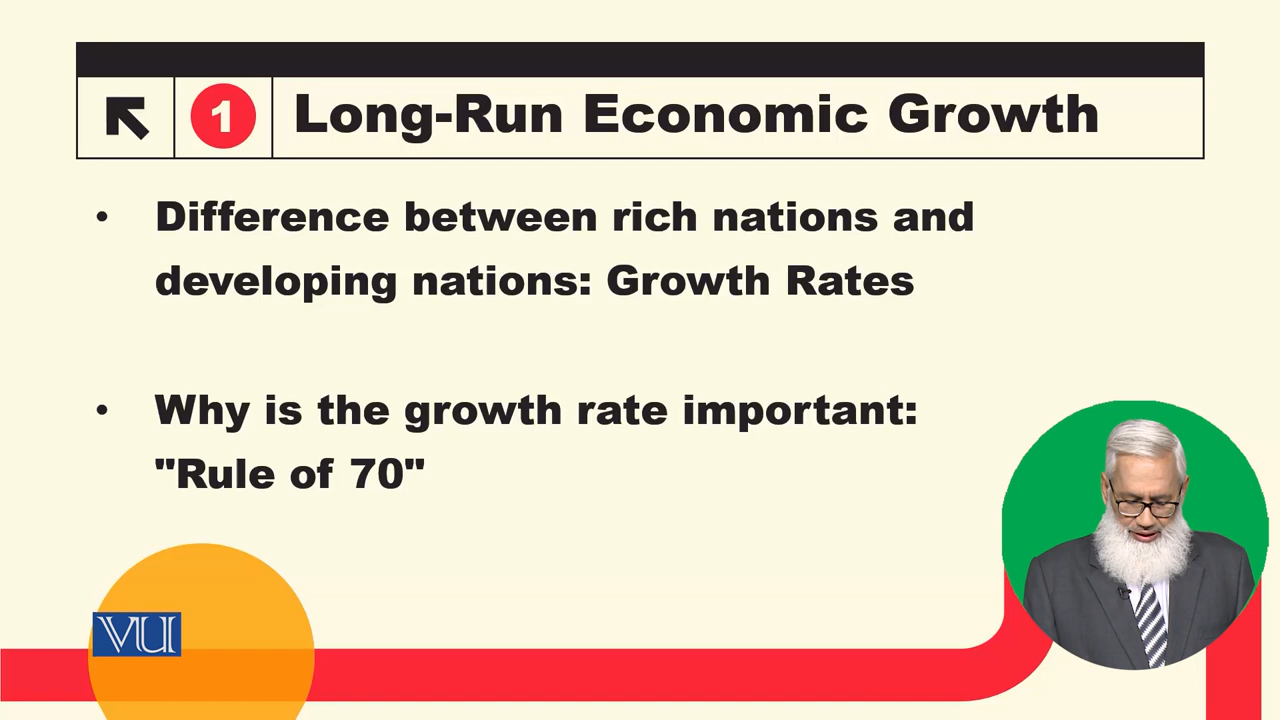 1 Long-Run Economic Growth
• Difference between rich nations and
developing nations: Growth Rates
• Why is the growth rate important:
"Rule of 70"
VU